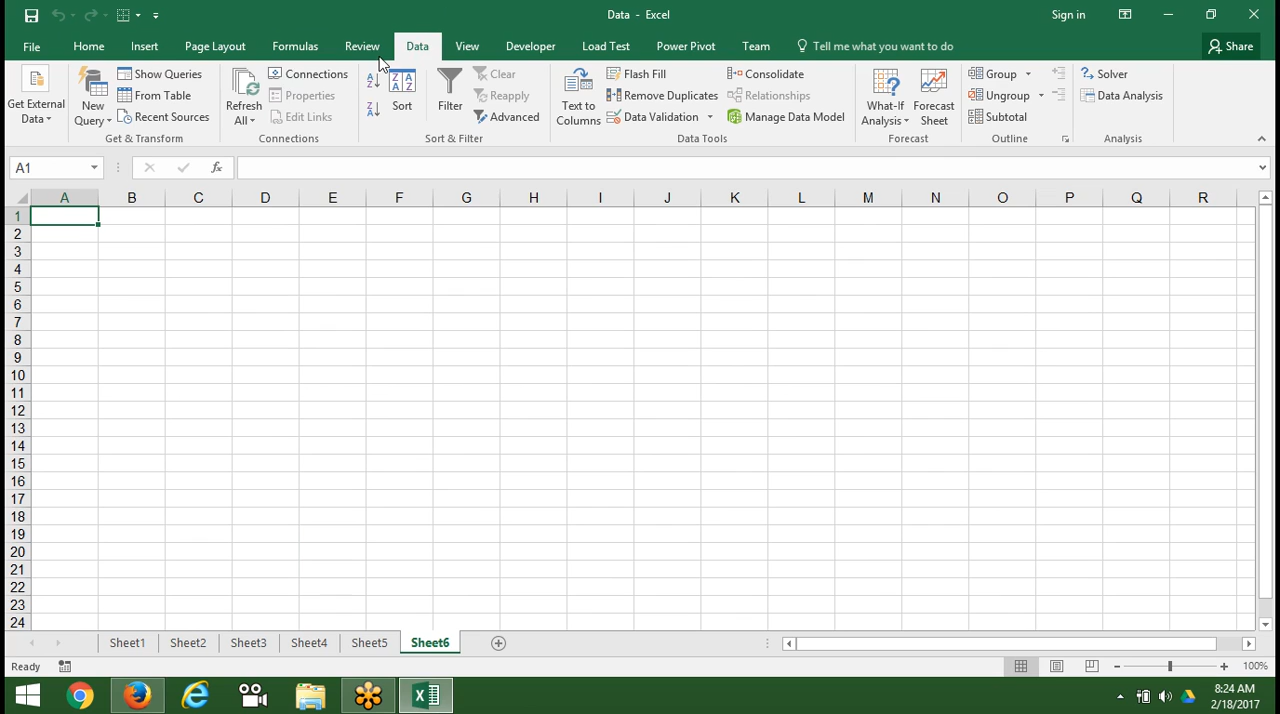 Data - Excel
Sign in
File Home Insert Page Layout Formulas Review Data View Developer Load Test Power Pivot Team Tell me what you want to do Share
Get External Data
New Query
Show Queries
From Table
Recent Sources
Get & Transform
Refresh All
Connections
Properties
Edit Links
Connections
Sort
Filter
Clear
Reapply
Advanced
Sort & Filter
Text to Columns
Flash Fill
Remove Duplicates
Data Validation
Consolidate
Relationships
Manage Data Model
Data Tools
What-If Analysis
Forecast Sheet
Forecast
Group
Ungroup
Subtotal
Outline
Solver
Data Analysis
Analysis
A1 fx
A B C D E F G H I J K L M N O P Q R
1
2
3
4
5
6
7
8
9
10
11
12
13
14
15
16
17
18
19
20
21
22
23
24
Sheet1 Sheet2 Sheet3 Sheet4 Sheet5 Sheet6
Ready 100%
8:24 AM
2/18/2017